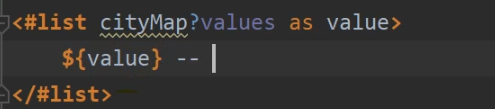 <#list cityMap?values as value>
${value} --
</#list>